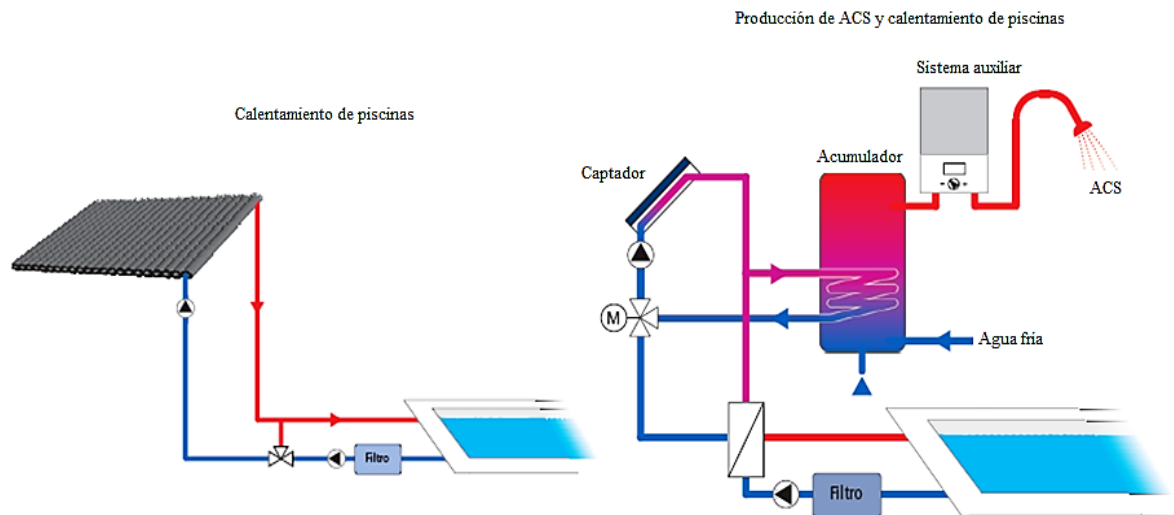 Producción de ACS y calentamiento de piscinas
Sistema auxiliar
Calentamiento de piscinas
Acumulador
Captador
ACS
M
Agua fría
Filtro
Filtro